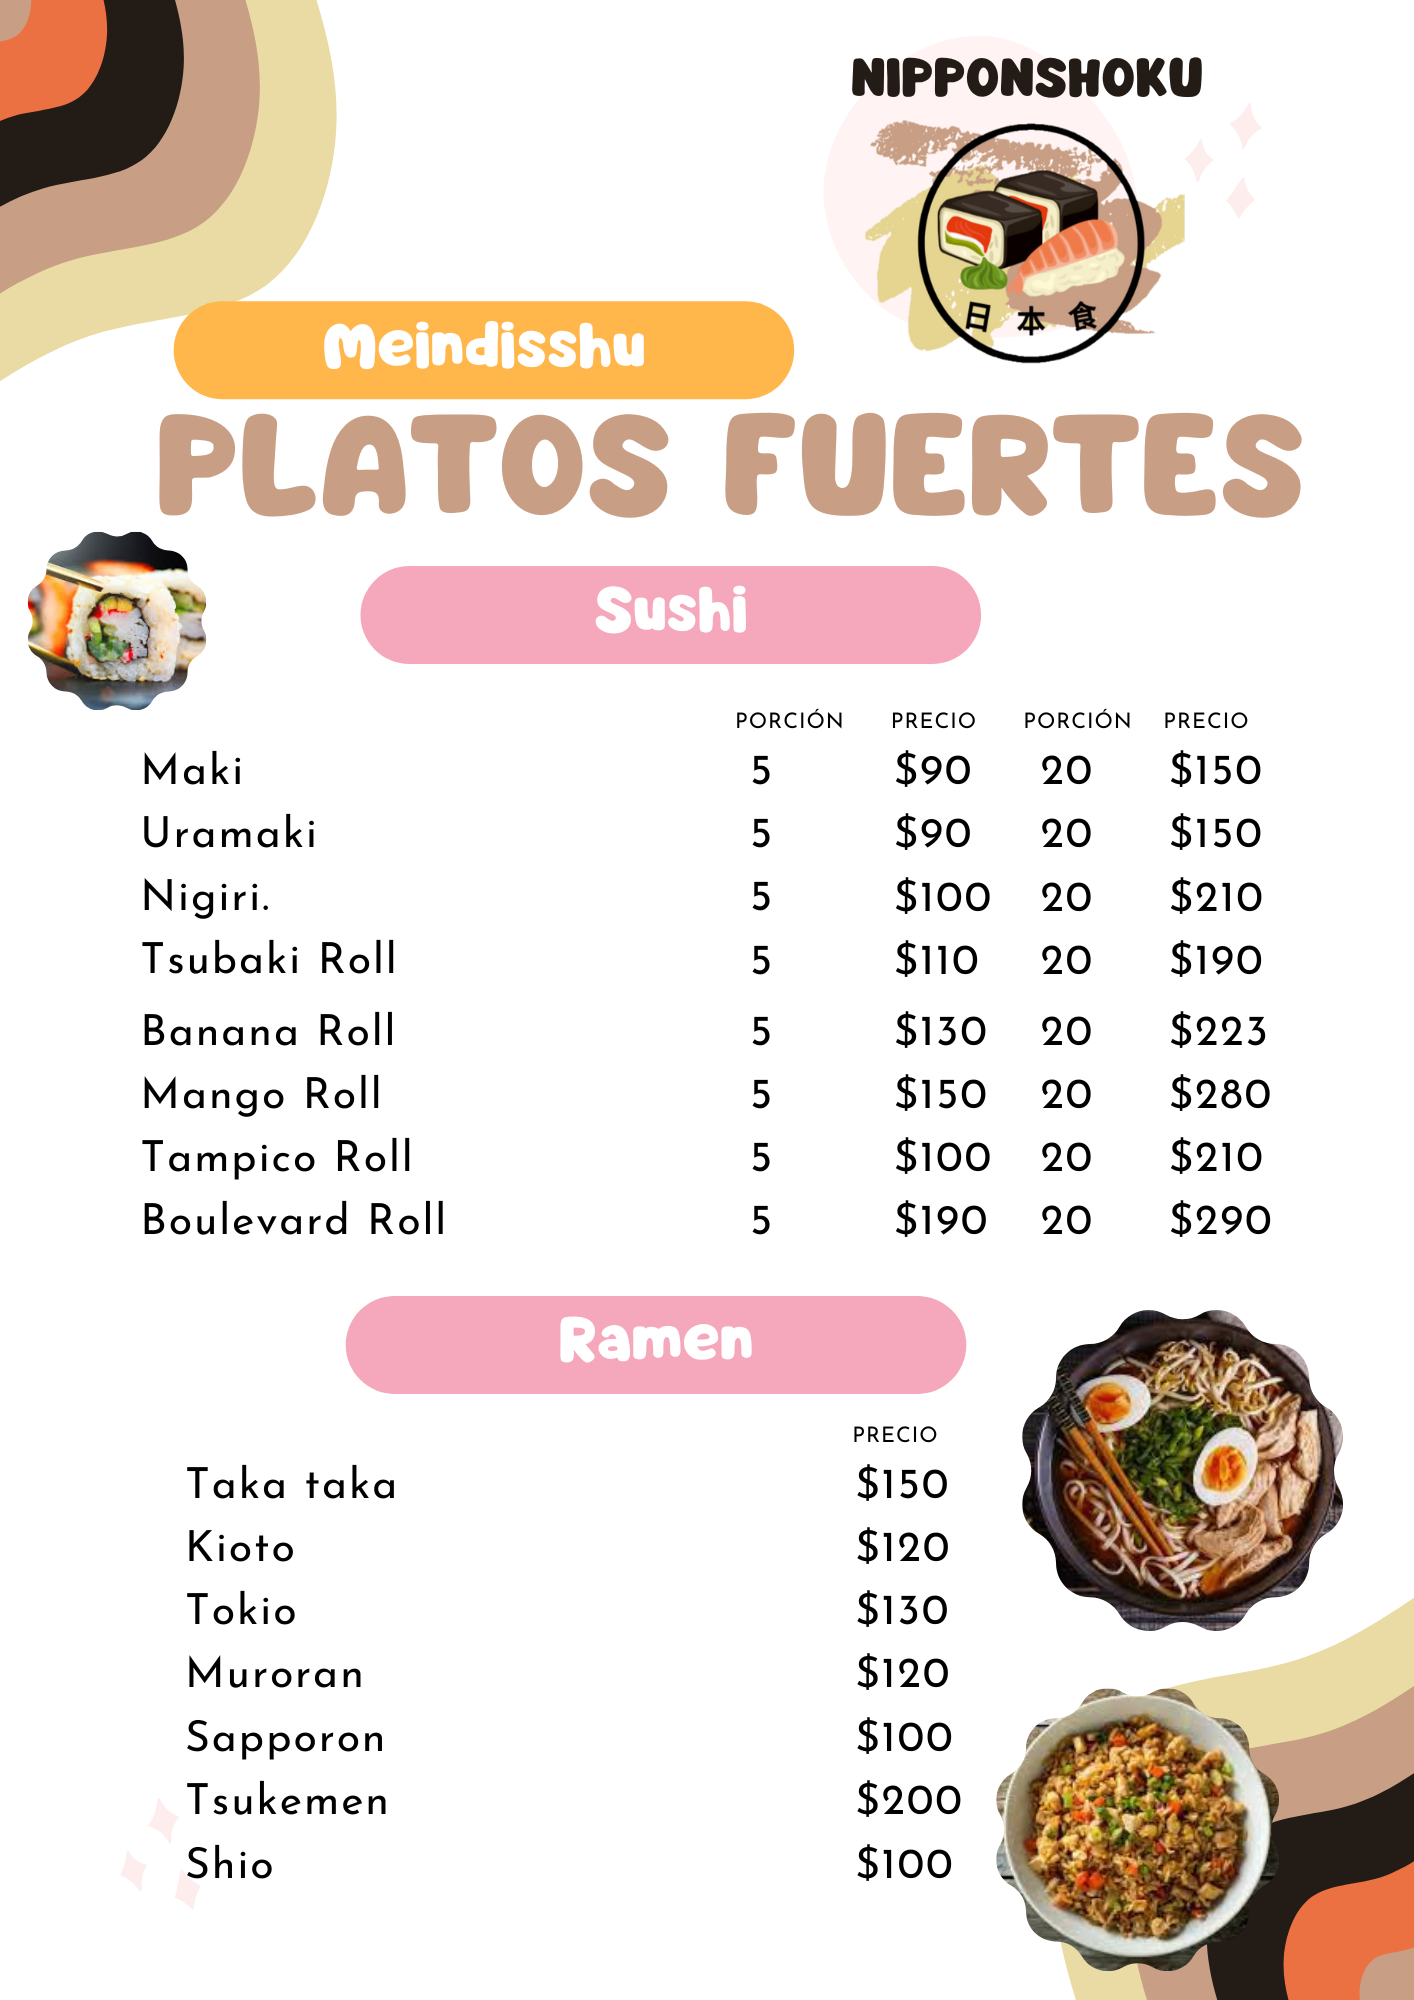 NIPPONSHOKU
日 本 食
Meindisshu
PLATOS FUERTES
Sushi
PORCIÓN PRECIO PORCIÓN PRECIO
Maki 5 $90 20 $150
Uramaki 5 $90 20 $150
Nigiri. 5 $100 20 $210
Tsubaki Roll 5 $110 20 $190
Banana Roll 5 $130 20 $223
Mango Roll 5 $150 20 $280
Tampico Roll 5 $100 20 $210
Boulevard Roll 5 $190 20 $290
Ramen
PRECIO
Taka taka $150
Kioto $120
Tokio $130
Muroran $120
Sapporon $100
Tsukemen $200
Shio $100